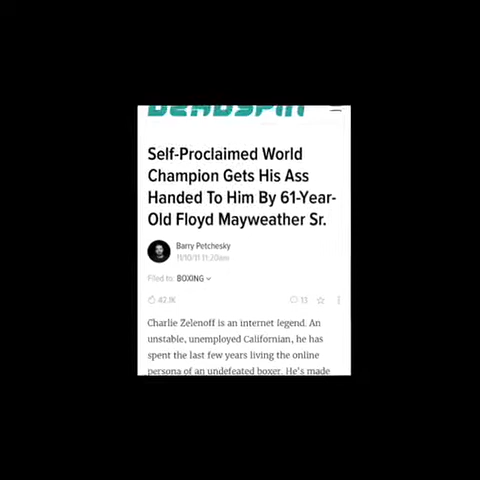 DEADSPIN
Self-Proclaimed World
Champion Gets His Ass
Handed To Him By 61-Year-
Old Floyd Mayweather Sr.
Barry Petchesky
11/10/11 11:20am
Filed to: BOXING
42.1K
13
Charlie Zelenoff is an internet legend. An
unstable, unemployed Californian, he has
spent the last few years living the online
persona of an undefeated boxer. He's made